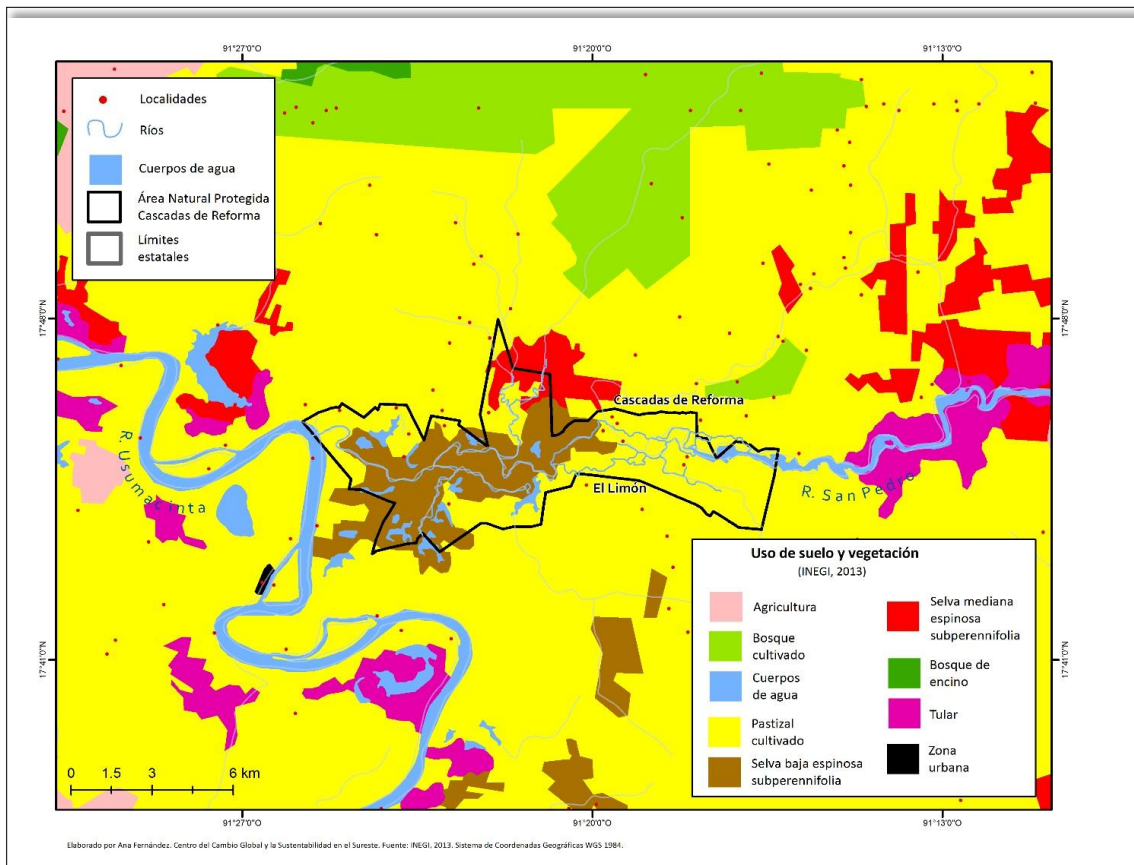 91°27'0"O
91°20'0"O
91°13'0"O
Localidades
Ríos
Cuerpos de agua
Área Natural Protegida
Cascadas de Reforma
Límites
estatales
17°48'0"N
17°48'0"N
Cascadas de Reforma
R. Usumacinta
El Limón
R. San Pedro
Uso de suelo y vegetación
(INEGI, 2013)
Agricultura
Bosque
cultivado
Cuerpos
de agua
Pastizal
cultivado
Selva baja espinosa
subperennifolia
Selva mediana
espinosa
subperennifolia
Bosque de
encino
Tular
Zona
urbana
17°41'0"N
17°41'0"N
0 1.5 3 6 km
91°27'0"O
91°20'0"O
91°13'0"O
Elaborado por Ana Fernández. Centro del Cambio Global y la Sustentabilidad en el Sureste. Fuente: INEGI, 2013. Sistema de Coordenadas Geográficas WGS 1984.